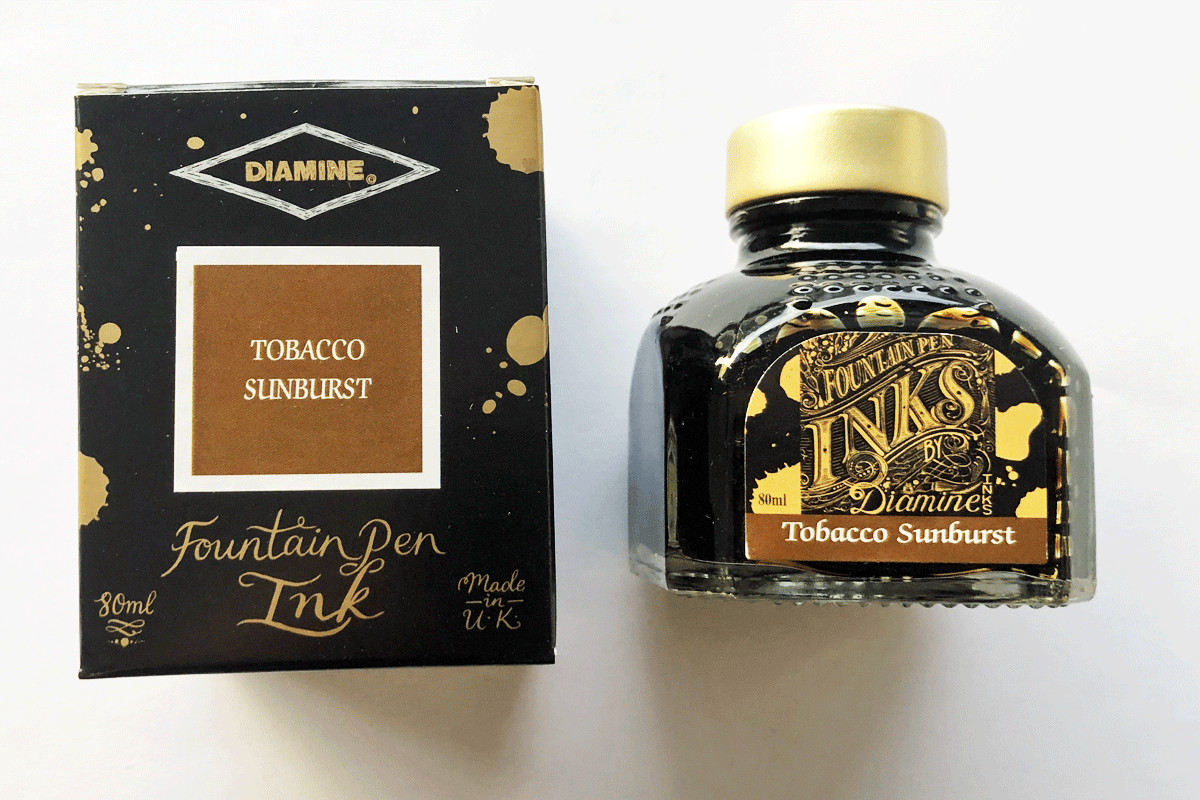 DIAMINE
TOBACCO
SUNBURST
Fountain Pen
Ink
80ml
Made
in
U.K.
FOUNTAIN PEN
INKS
BY
Diamine
INKS
80ml
Tobacco Sunburst